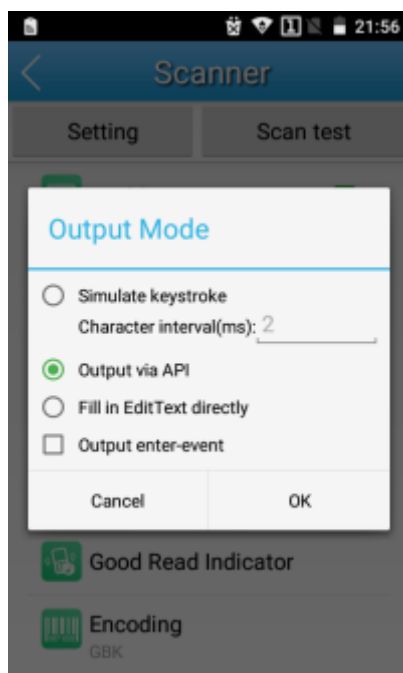 21:56
Scanner
Setting
Scan test
Output Mode
Simulate keystroke
Character interval(ms): 2
Output via API
Fill in EditText directly
Output enter-event
Cancel
OK
Good Read Indicator
Encoding
GBK